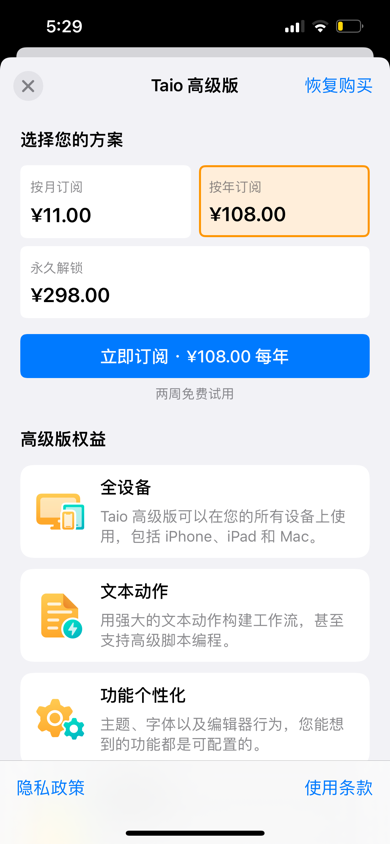 5:29
Taio 高级版
恢复购买
选择您的方案
按月订阅
¥11.00
按年订阅
¥108.00
永久解锁
¥298.00
立即订阅 · ¥108.00 每年
两周免费试用
高级版权益
全设备
Taio 高级版可以在您的所有设备上使
用，包括 iPhone、iPad 和 Mac。
文本动作
用强大的文本动作构建工作流，甚至
支持高级脚本编程。
功能个性化
主题、字体以及编辑器行为，您能想
到的功能都是可配置的。
隐私政策
使用条款